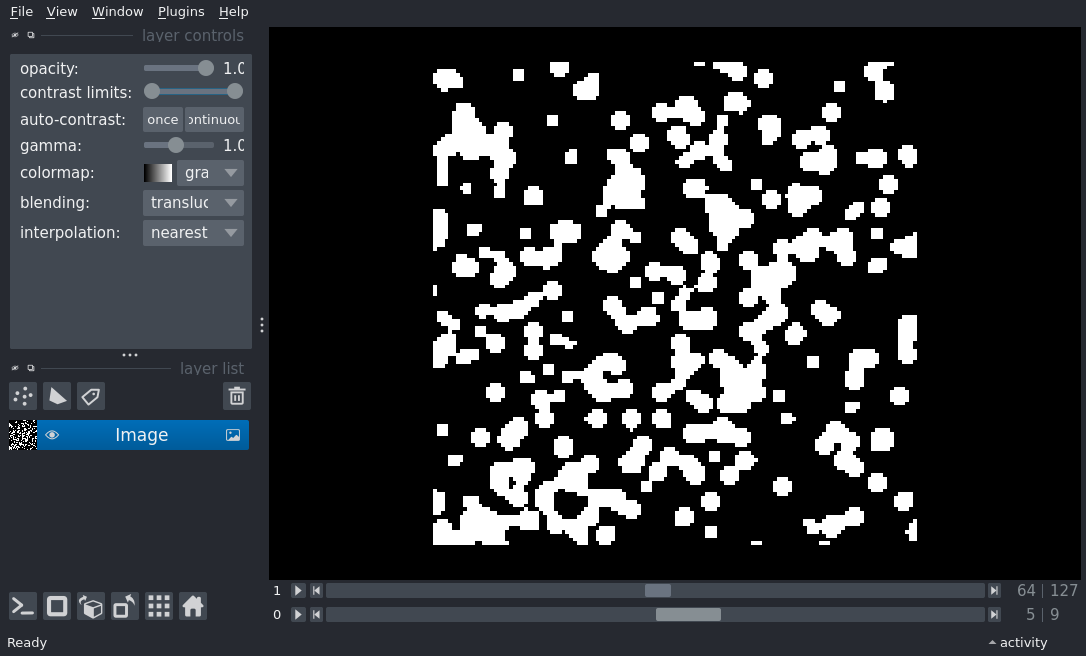 File View Window Plugins Help
layer controls
opacity: 1.0
contrast limits:
auto-contrast: once ontinuou
gamma: 1.0
colormap: gra
blending: transluc
interpolation: nearest
layer list
Image
1 64 127
0 5 9
Ready activity